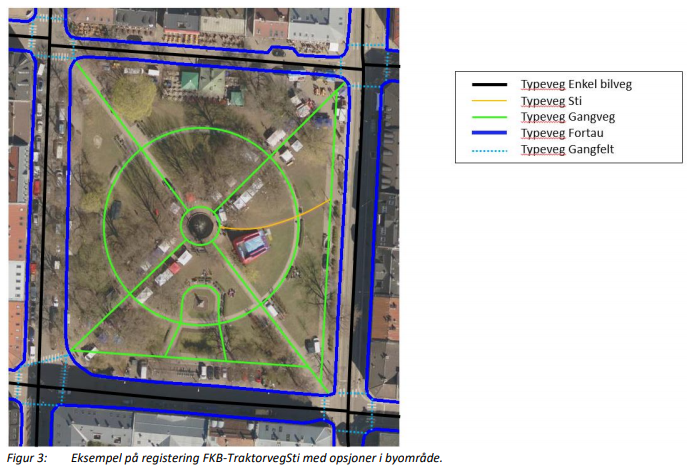 Typeveg Enkel bilveg
Typeveg Sti
Typeveg Gangveg
Typeveg Fortau
Typeveg Gangfelt
Figur 3: Eksempel på registering FKB-TraktorvegSti med opsjoner i byområde.